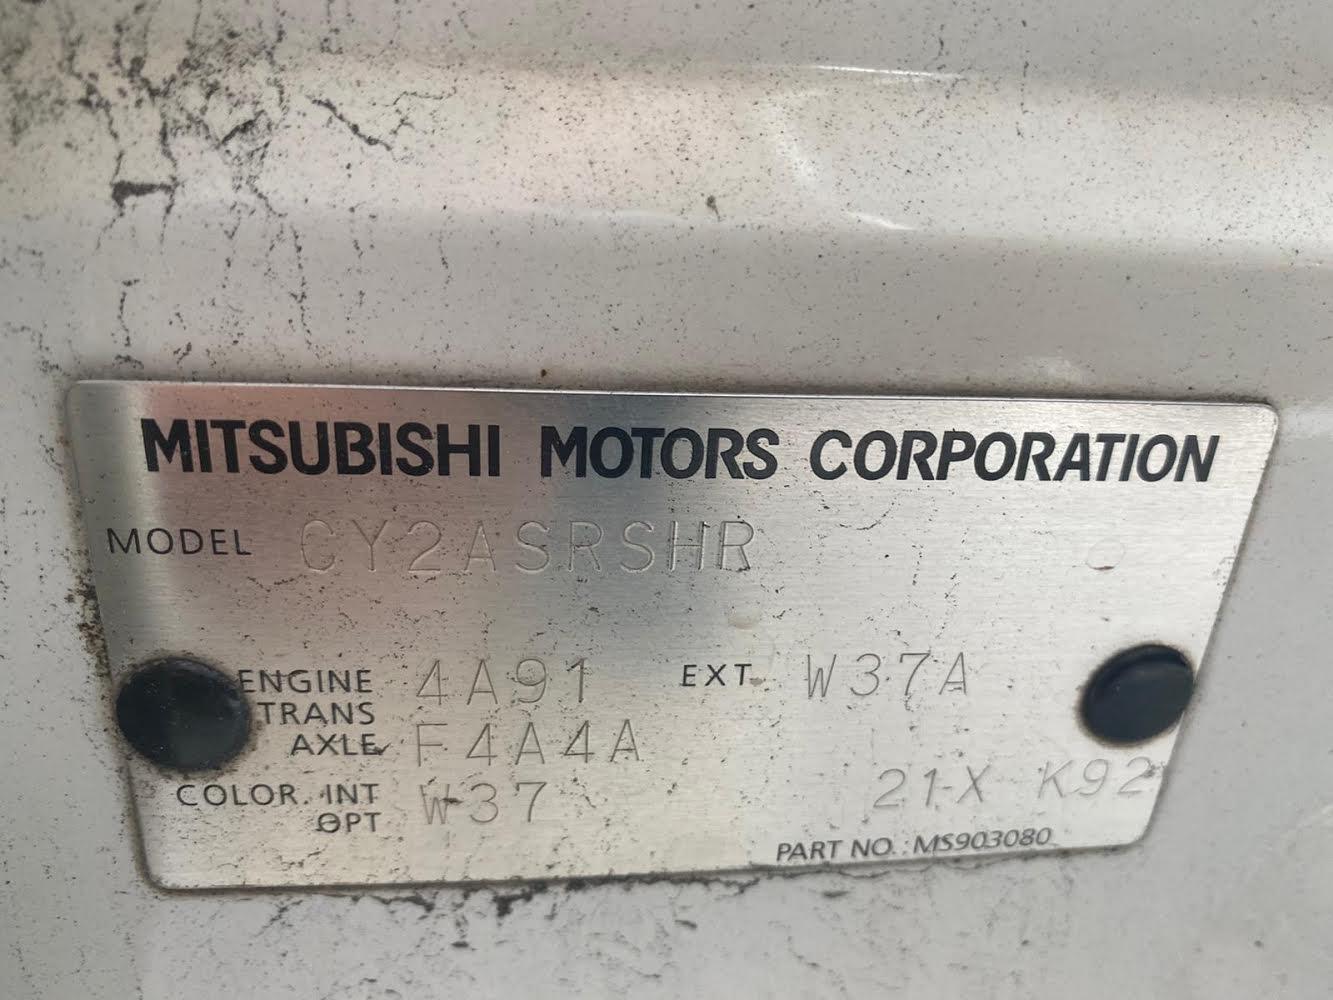 MITSUBISHI MOTORS CORPORATION
MODEL CY2ASRSHR
ENGINE 4A91 EXT W37A
TRANS
AXLE F4A4A
COLOR. INT W37 21-X K92
OPT
PART NO.:MS903080